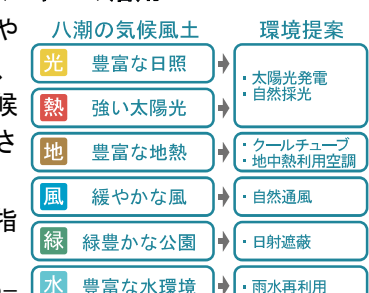 や
候
さ
指
八潮の気候風土
環境提案
光 豊富な日照
熱 強い太陽光
・太陽光発電
・自然採光
地 豊富な地熱
・クールチューブ
・地中熱利用空調
風 緩やかな風
・自然通風
緑 緑豊かな公園
・日射遮蔽
水 豊富な水環境
・雨水再利用